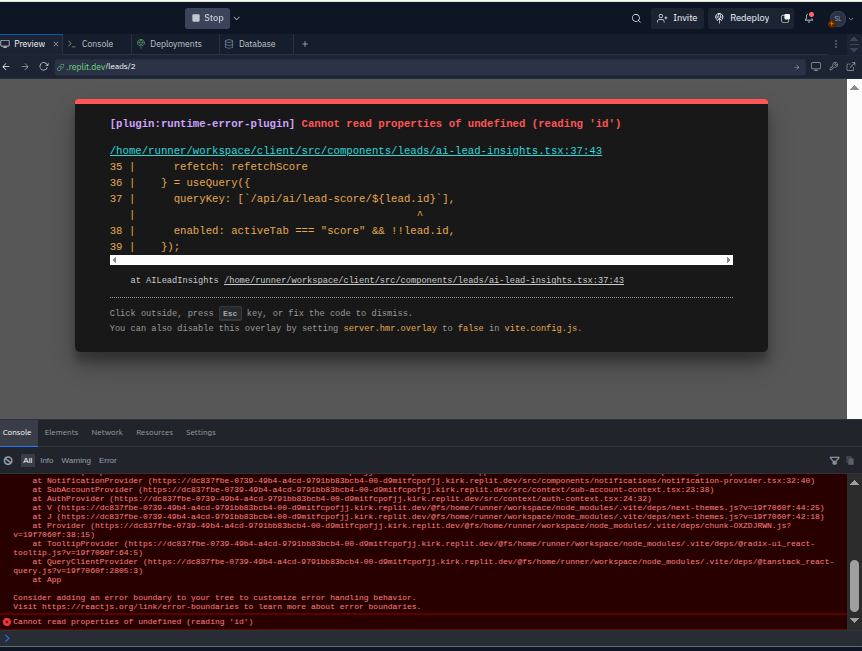 Stop
Invite
Redeploy
SL
Preview
Console
Deployments
Database
.replit.dev/leads/2
[plugin:runtime-error-plugin] Cannot read properties of undefined (reading 'id')
/home/runner/workspace/client/src/components/leads/ai-lead-insights.tsx:37:43
35 |      refetch: refetchScore
36 |    } = useQuery({
37 |      queryKey: [`/api/ai/lead-score/${lead.id}`],
|                                            ^
38 |      enabled: activeTab === "score" && !!lead.id,
39 |    });
at AILeadInsights /home/runner/workspace/client/src/components/leads/ai-lead-insights.tsx:37:43
Click outside, press Esc key, or fix the code to dismiss.
You can also disable this overlay by setting server.hmr.overlay to false in vite.config.js.
Console Elements Network Resources Settings
All Info Warning Error
at NotificationProvider (https://dc837fbe-0739-49b4-a4cd-9791bb83bcb4-00-d9mitfcpofjj.kirk.replit.dev/src/components/notifications/notification-provider.tsx:32:40)
at SubAccountProvider (https://dc837fbe-0739-49b4-a4cd-9791bb83bcb4-00-d9mitfcpofjj.kirk.replit.dev/src/context/sub-account-context.tsx:23:38)
at AuthProvider (https://dc837fbe-0739-49b4-a4cd-9791bb83bcb4-00-d9mitfcpofjj.kirk.replit.dev/src/context/auth-context.tsx:24:32)
at V (https://dc837fbe-0739-49b4-a4cd-9791bb83bcb4-00-d9mitfcpofjj.kirk.replit.dev/@fs/home/runner/workspace/node_modules/.vite/deps/next-themes.js?v=19f7060f:44:25)
at J (https://dc837fbe-0739-49b4-a4cd-9791bb83bcb4-00-d9mitfcpofjj.kirk.replit.dev/@fs/home/runner/workspace/node_modules/.vite/deps/next-themes.js?v=19f7060f:42:18)
at Provider (https://dc837fbe-0739-49b4-a4cd-9791bb83bcb4-00-d9mitfcpofjj.kirk.replit.dev/@fs/home/runner/workspace/node_modules/.vite/deps/chunk-OXZDJRWN.js?
v=19f7060f:38:15)
at TooltipProvider (https://dc837fbe-0739-49b4-a4cd-9791bb83bcb4-00-d9mitfcpofjj.kirk.replit.dev/@fs/home/runner/workspace/node_modules/.vite/deps/@radix-ui_react-
tooltip.js?v=19f7060f:64:5)
at QueryClientProvider (https://dc837fbe-0739-49b4-a4cd-9791bb83bcb4-00-d9mitfcpofjj.kirk.replit.dev/@fs/home/runner/workspace/node_modules/.vite/deps/@tanstack_react-
query.js?v=19f7060f:2805:3)
at App
Consider adding an error boundary to your tree to customize error handling behavior.
Visit https://reactjs.org/link/error-boundaries to learn more about error boundaries.
Cannot read properties of undefined (reading 'id')